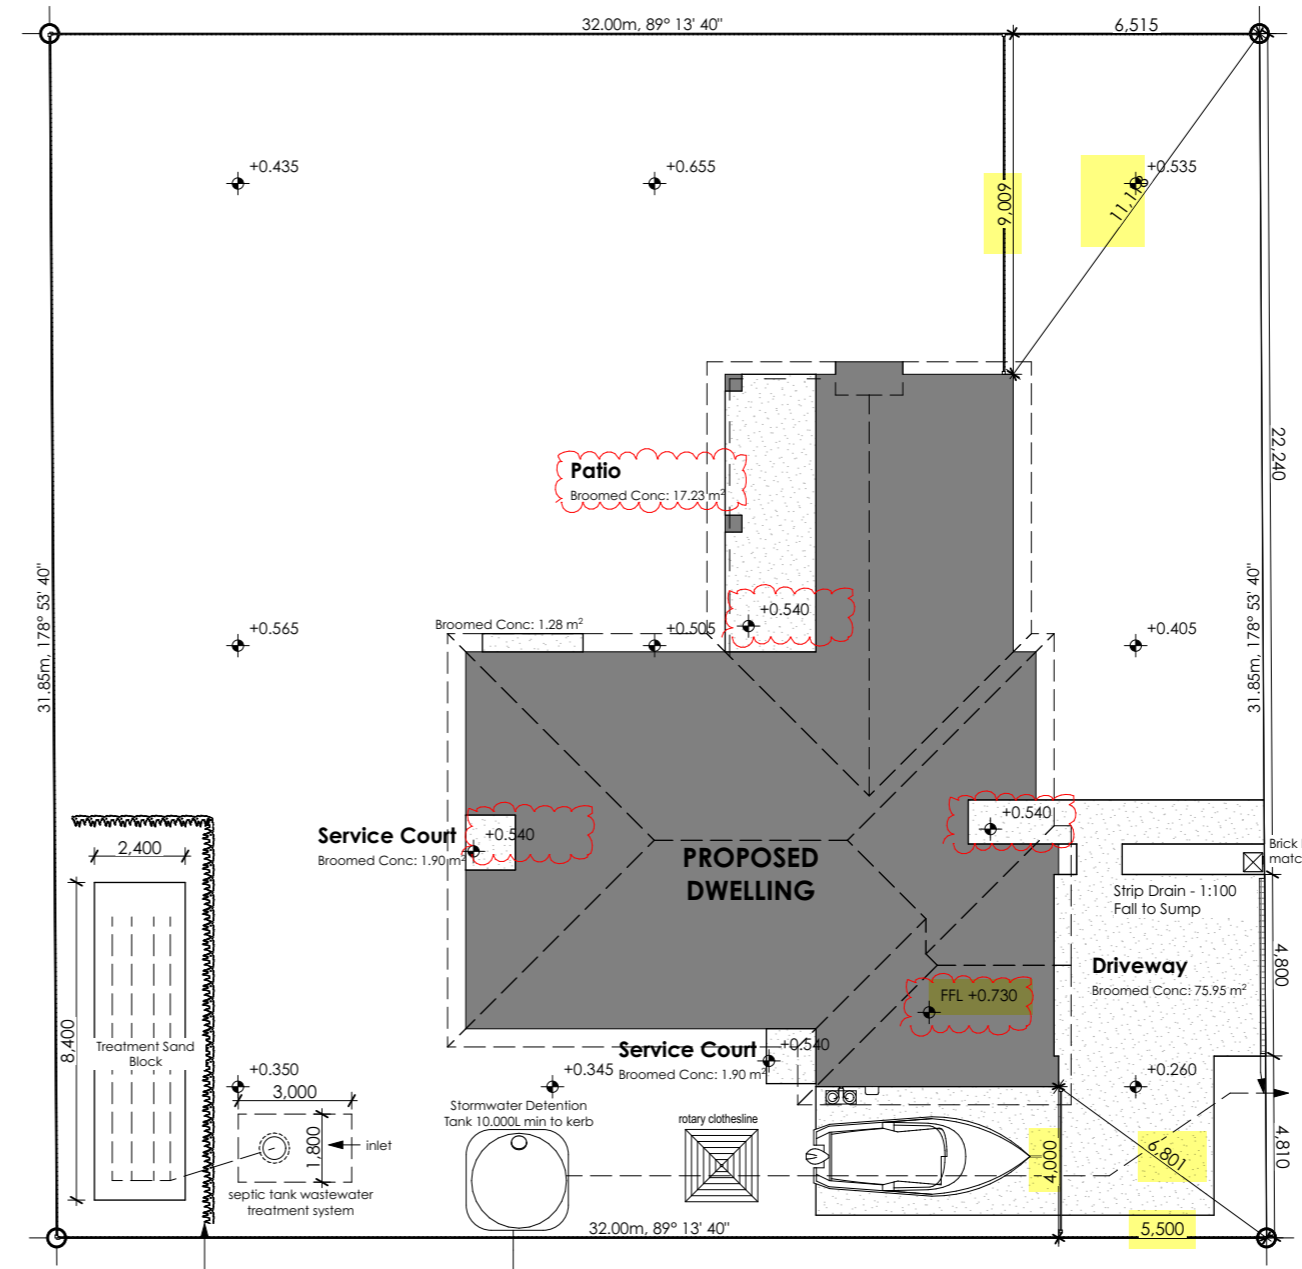 32.00m, 89° 13' 40"
6,515
+0.435
+0.655
+0.535
9,009
11,118
22,240
Patio
Broomed Conc: 17.23 m²
31.85m, 178° 53' 40"
31.85m, 178° 53' 40"
+0.540
Broomed Conc: 1.28 m²
+0.565
+0.505
+0.405
+0.540
Service Court
+0.540
Broomed Conc: 1.90 m²
PROPOSED
DWELLING
2,400
Brick
Strip Drain - 1:100
Fall to Sump
Driveway
Broomed Conc: 75.95 m²
4,800
FFL +0.730
8,400
Treatment Sand
Block
Service Court
+0.540
Broomed Conc: 1.90 m²
+0.350
+0.345
+0.260
3,000
Stormwater Detention
Tank 10.000L min to kerb
rotary clothesline
1,800
inlet
4,000
6,801
4,810
septic tank wastewater
treatment system
32.00m, 89° 13' 40"
5,500